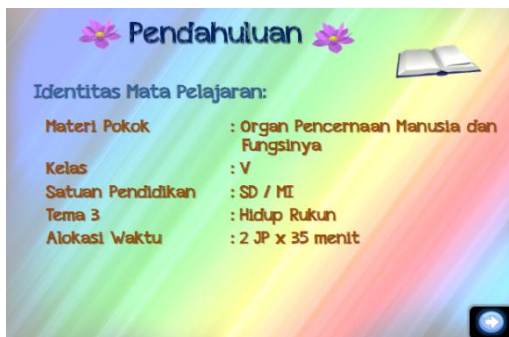 Pendahuluan
Identitas Mata Pelajaran:
Materi Pokok : Organ Pencernaan Manusia dan
Fungsinya
Kelas : V
Satuan Pendidikan : SD / MI
Tema 3 : Hidup Rukun
Alokasi Waktu : 2 JP x 35 menit